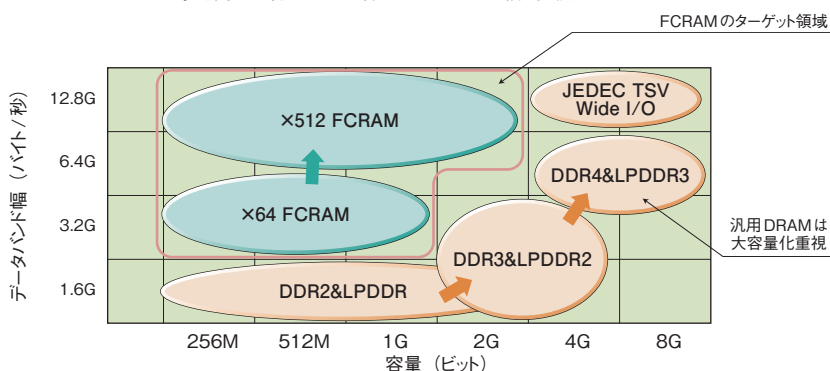 FCRAMのターゲット領域
データバンド幅（バイト/秒）
12.8G
6.4G
3.2G
1.6G
×512 FCRAM
×64 FCRAM
DDR2&LPDDR
DDR3&LPDDR2
DDR4&LPDDR3
JEDEC TSV
Wide I/O
汎用DRAMは
大容量化重視
256M 512M 1G 2G 4G 8G
容量（ビット）